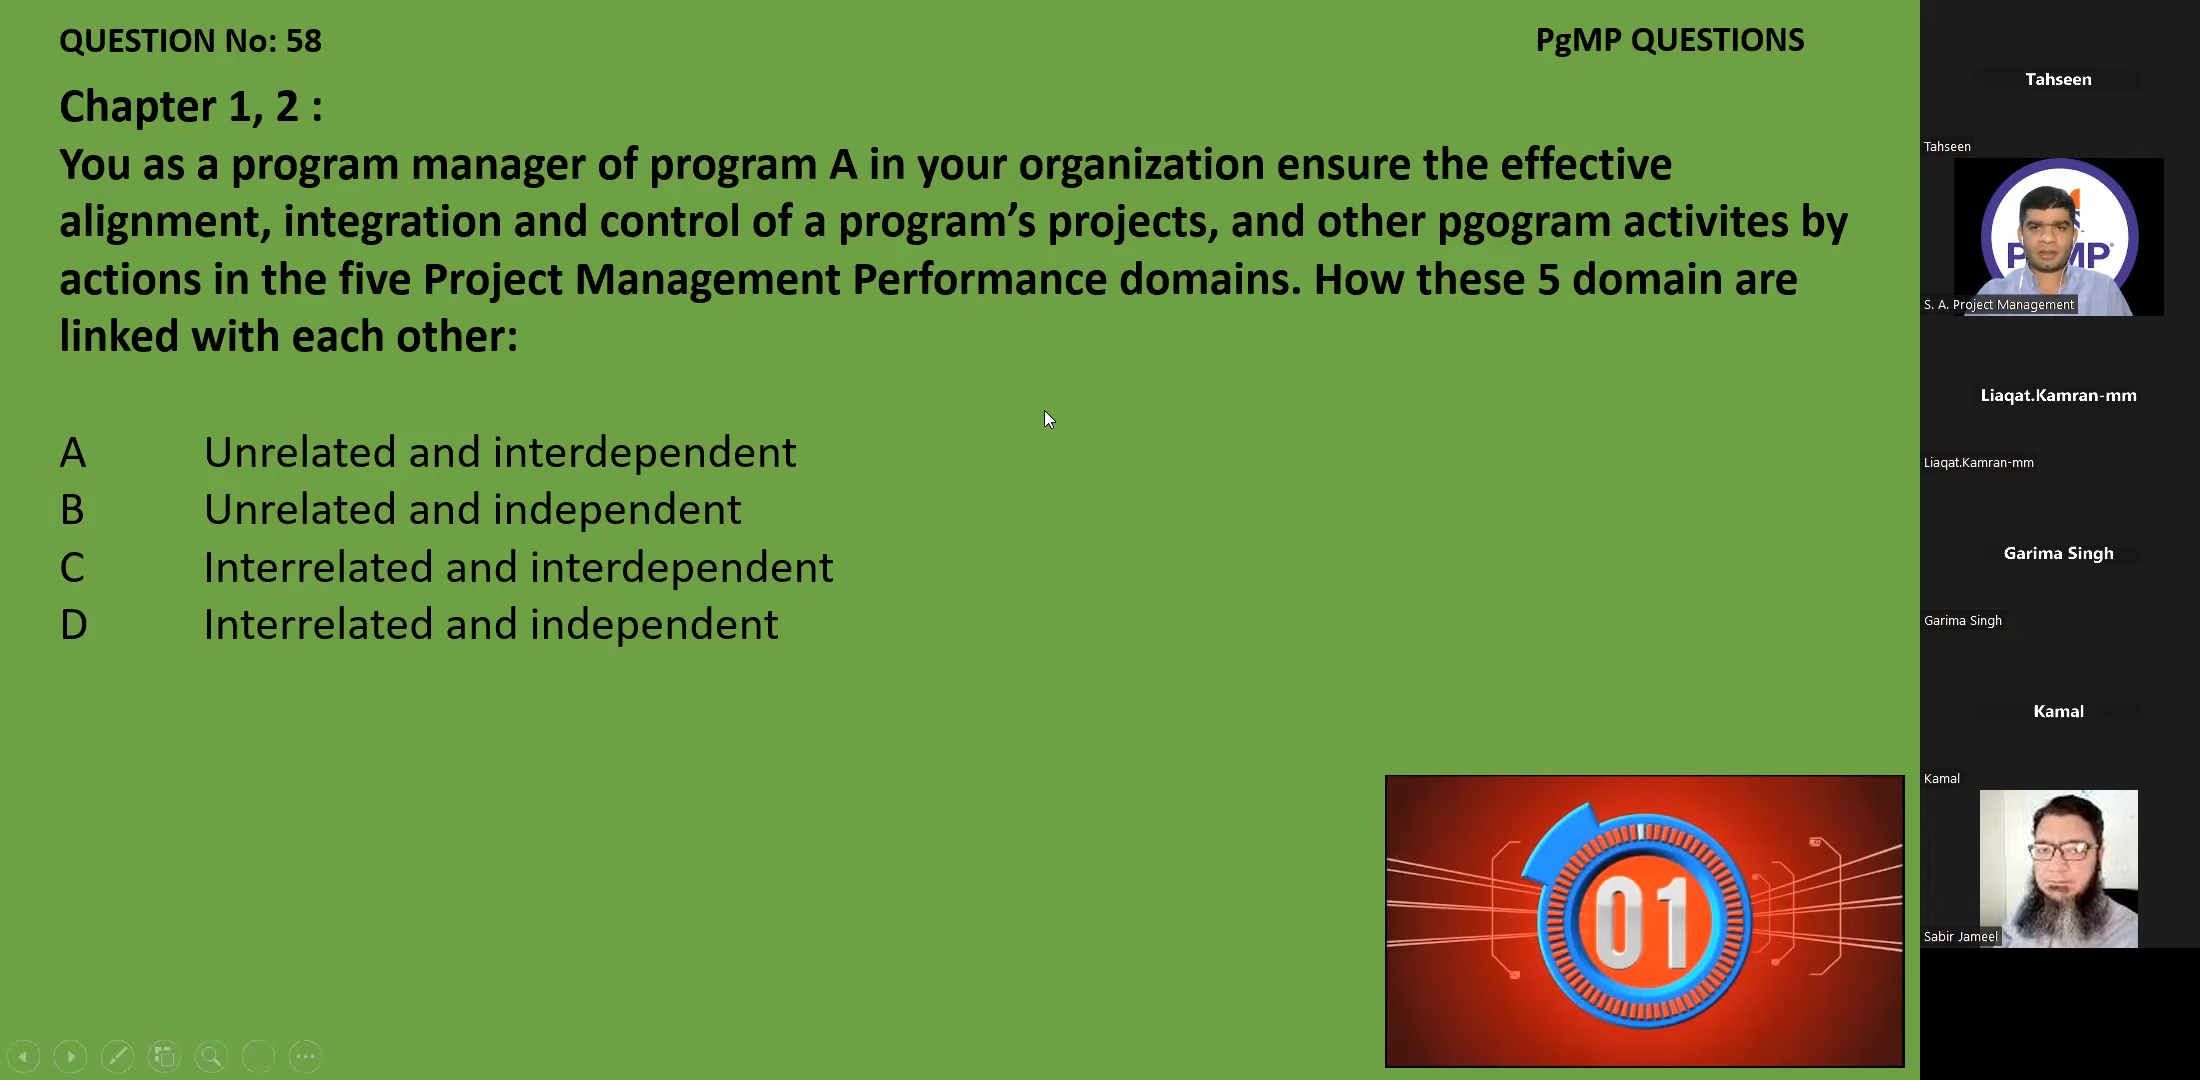 QUESTION No: 58
PgMP QUESTIONS
Chapter 1, 2 :
You as a program manager of program A in your organization ensure the effective
alignment, integration and control of a program’s projects, and other pgogram activites by
actions in the five Project Management Performance domains. How these 5 domain are
linked with each other:
A Unrelated and interdependent
B Unrelated and independent
C Interrelated and interdependent
D Interrelated and independent
01
Tahseen
Tahseen
S. A. Project Management
Liaqat.Kamran-mm
Liaqat.Kamran-mm
Garima Singh
Garima Singh
Kamal
Kamal
Sabir Jameel